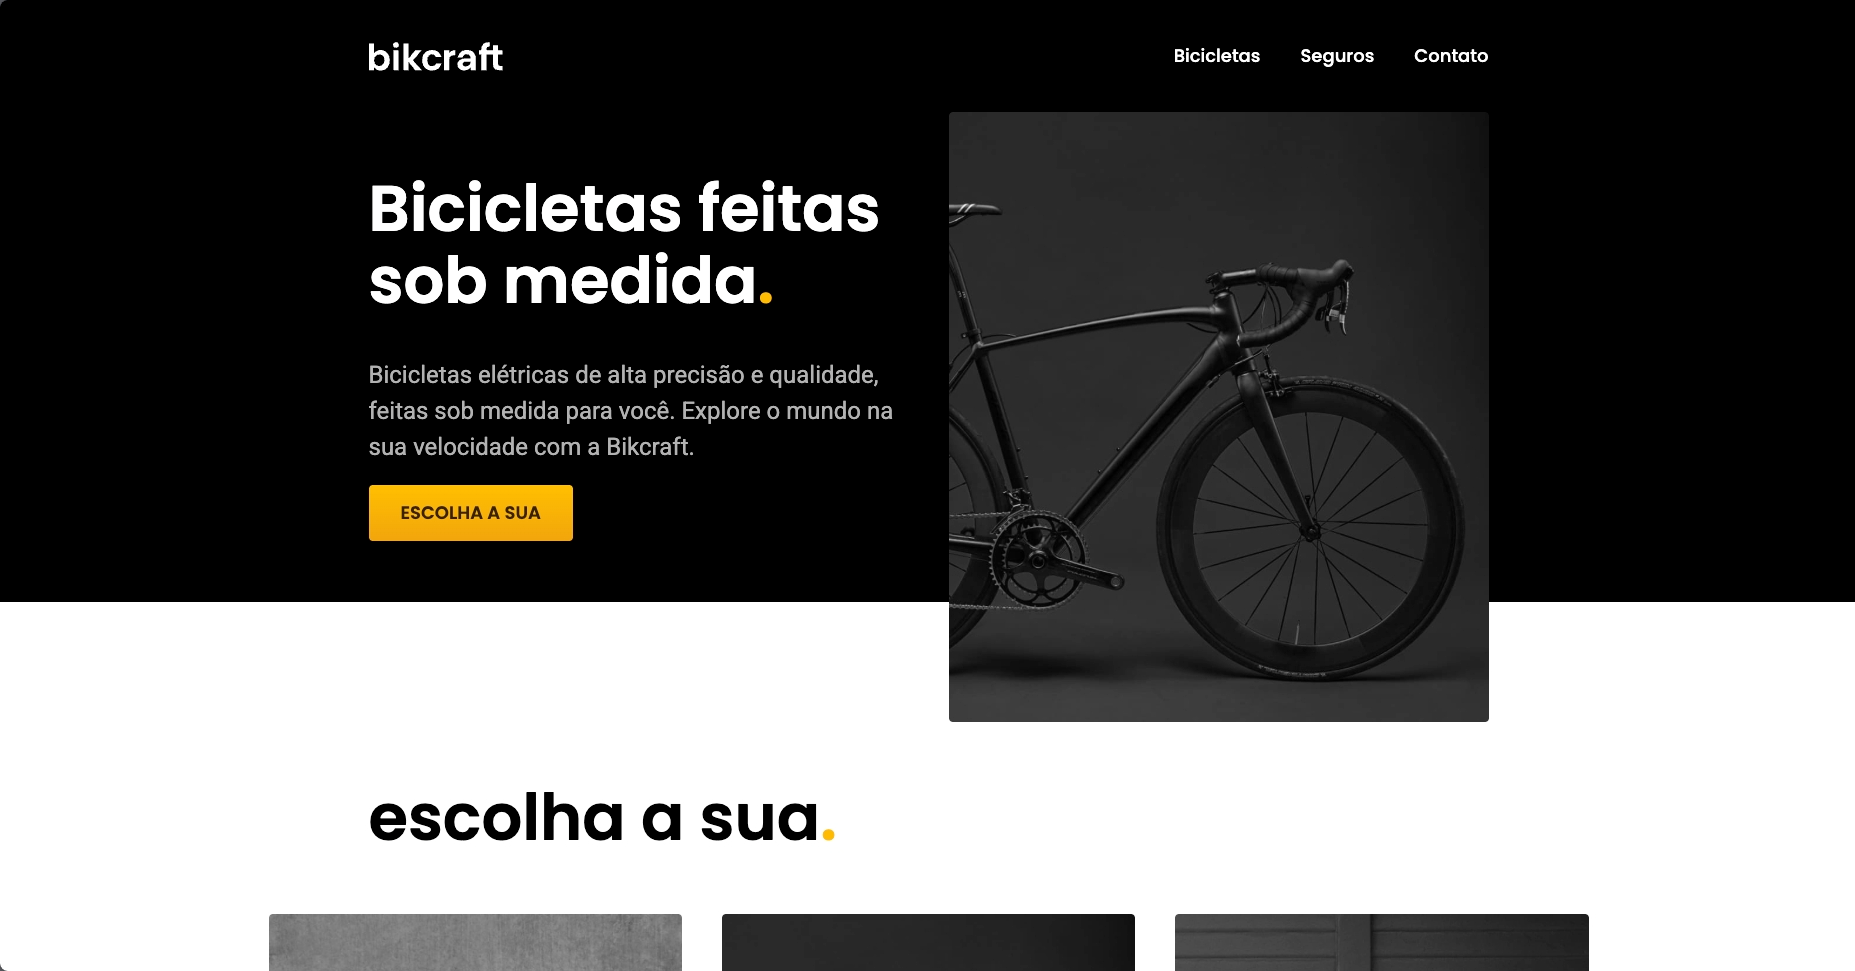 bikcraft
Bicicletas
Seguros
Contato
Bicicletas feitas
sob medida.
Bicicletas elétricas de alta precisão e qualidade,
feitas sob medida para você. Explore o mundo na
sua velocidade com a Bikcraft.
ESCOLHA A SUA
escolha a sua.